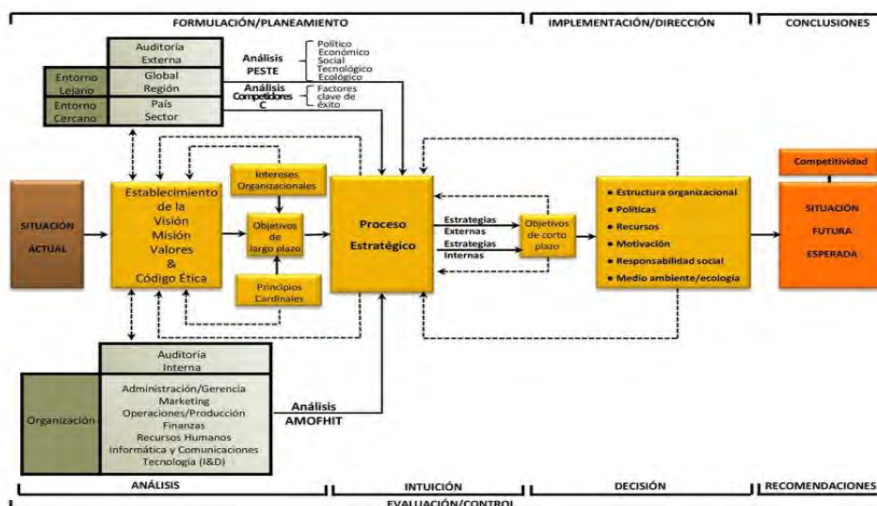 FORMULACIÓN/PLANEAMIENTO
IMPLEMENTACIÓN/DIRECCIÓN
CONCLUSIONES
Auditoría
Externa
Entorno
Lejano
Global
Región
Entorno
Cercano
País
Sector
Análisis
PESTE
Político
Económico
Social
Tecnológico
Ecológico
Análisis
Competidores
C
Factores
clave de
éxito
SITUACIÓN
ACTUAL
Establecimiento
de la
Visión
Misión
Valores
&
Código Ética
Intereses
Organizacionales
Objetivos
de
largo plazo
Principios
Cardinales
Proceso
Estratégico
Estrategias
Externas
Estrategias
Internas
Objetivos
de corto
plazo
● Estructura organizacional
● Políticas
● Recursos
● Motivación
● Responsabilidad social
● Medio ambiente/ecología
Competitividad
SITUACIÓN
FUTURA
ESPERADA
Auditoría
Interna
Organización
Administración/Gerencia
Marketing
Operaciones/Producción
Finanzas
Recursos Humanos
Informática y Comunicaciones
Tecnología (I&D)
Análisis
AMOFHIT
ANÁLISIS
INTUICIÓN
DECISIÓN
RECOMENDACIONES
EVALUACIÓN/CONTROL